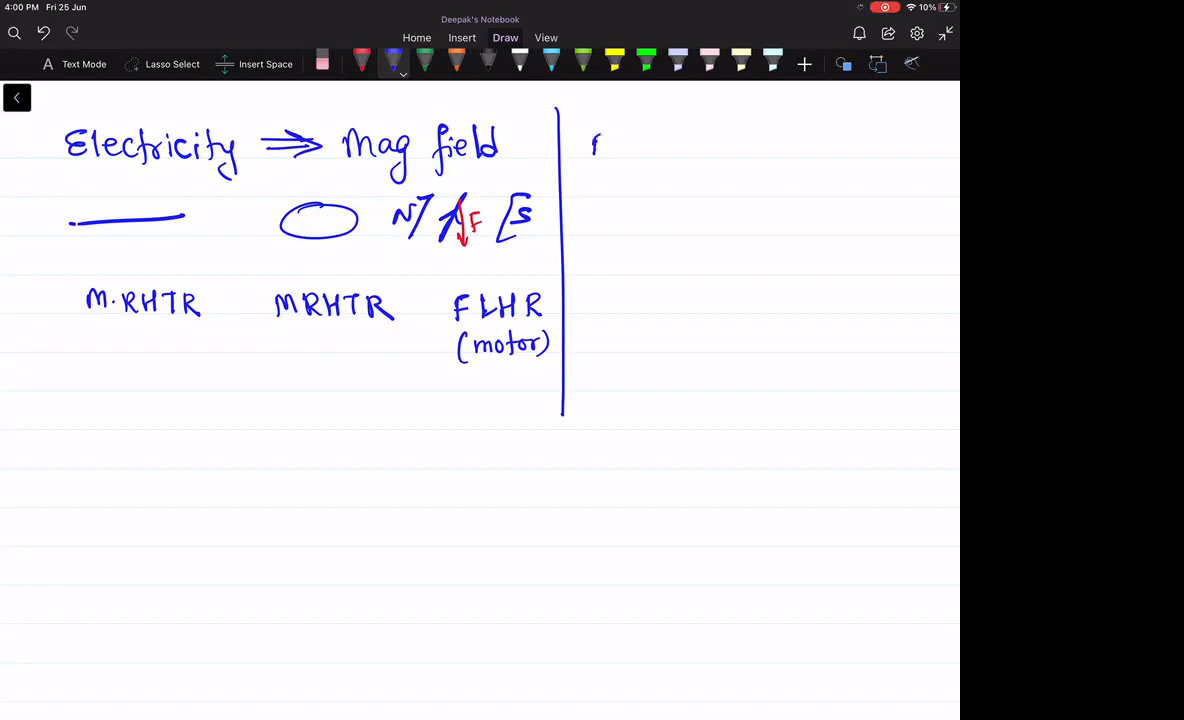 4:00 PM Fri 25 Jun
10%
Deepak's Notebook
Home Insert Draw View
A Text Mode Lasso Select Insert Space
Electricity ⇒ Mag field
N F S
M.RHTR MRHTR FLHR
(motor)